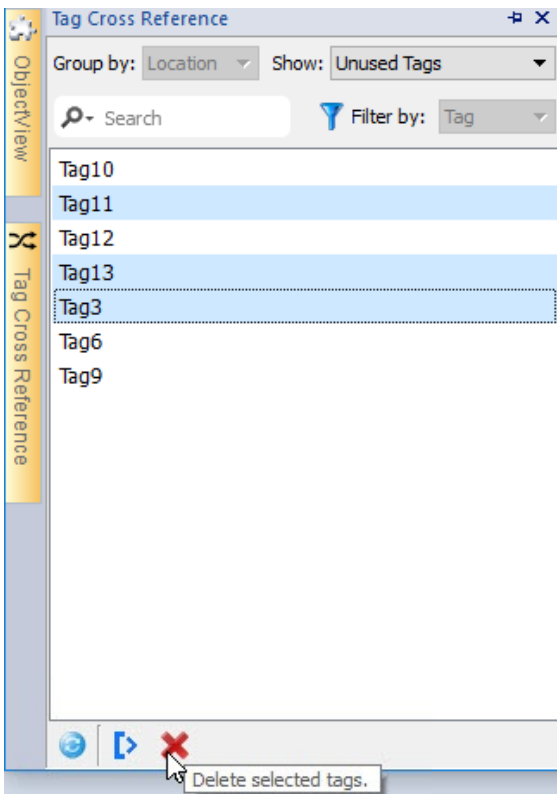 Tag Cross Reference
Group by: Location Show: Unused Tags
Search Filter by: Tag
Tag10
Tag11
Tag12
Tag13
Tag3
Tag6
Tag9
ObjectView
Tag Cross Reference
Delete selected tags.